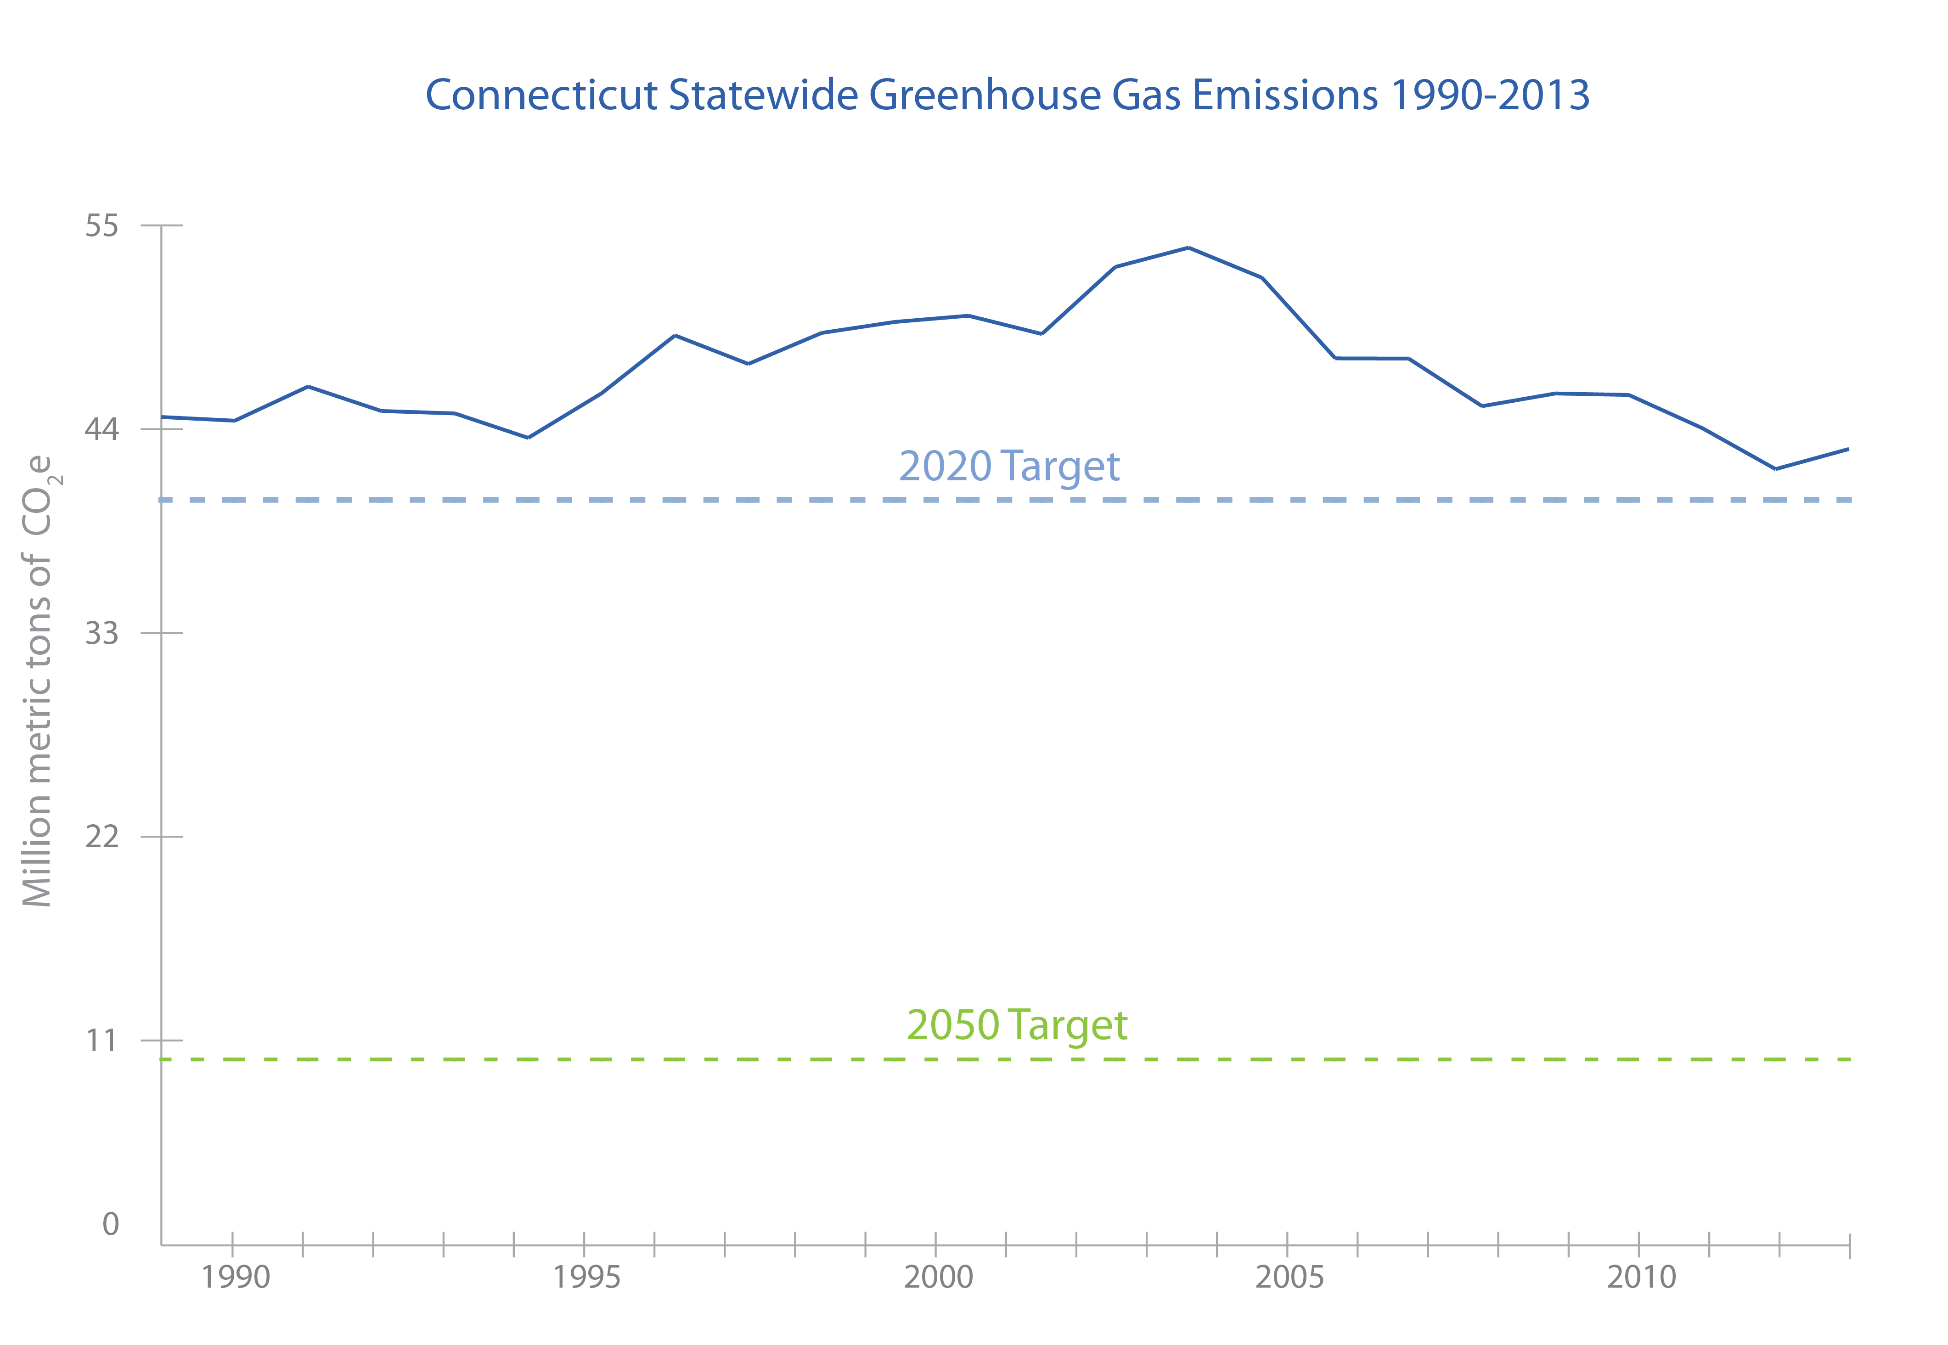 Connecticut Statewide Greenhouse Gas Emissions 1990-2013
55
44
33
22
11
0
Million metric tons of CO₂e
2020 Target
2050 Target
1990
1995
2000
2005
2010